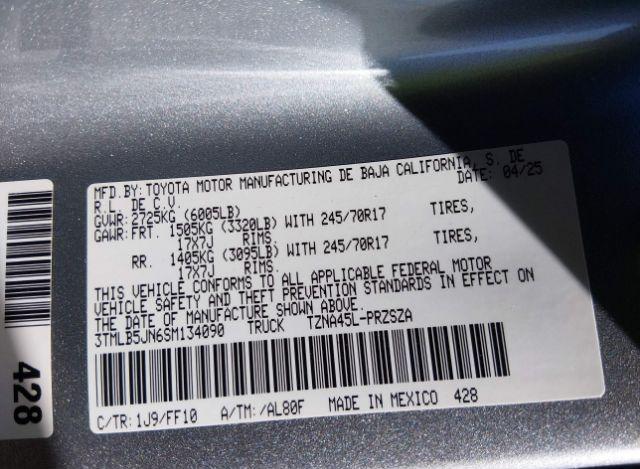 MFD. BY: TOYOTA MOTOR MANUFACTURING DE BAJA CALIFORNIA, S. DE
R.L. DE C.V. DATE: 04/25
GVWR: 2725KG (6005LB)
GAWR: FRT. 1505KG (3320LB) WITH 245/70R17 TIRES,
17X7J RIMS.
RR. 1405KG (3095LB) WITH 245/70R17 TIRES,
17X7J RIMS.
THIS VEHICLE CONFORMS TO ALL APPLICABLE FEDERAL MOTOR
VEHICLE SAFETY AND THEFT PREVENTION STANDARDS IN EFFECT ON
THE DATE OF MANUFACTURE SHOWN ABOVE.
3TMLB5JN6SM134090 TRUCK TZNA45L-PRZSZA
C/TR: 1J9/FF10 A/TM: /AL80F MADE IN MEXICO 428
428